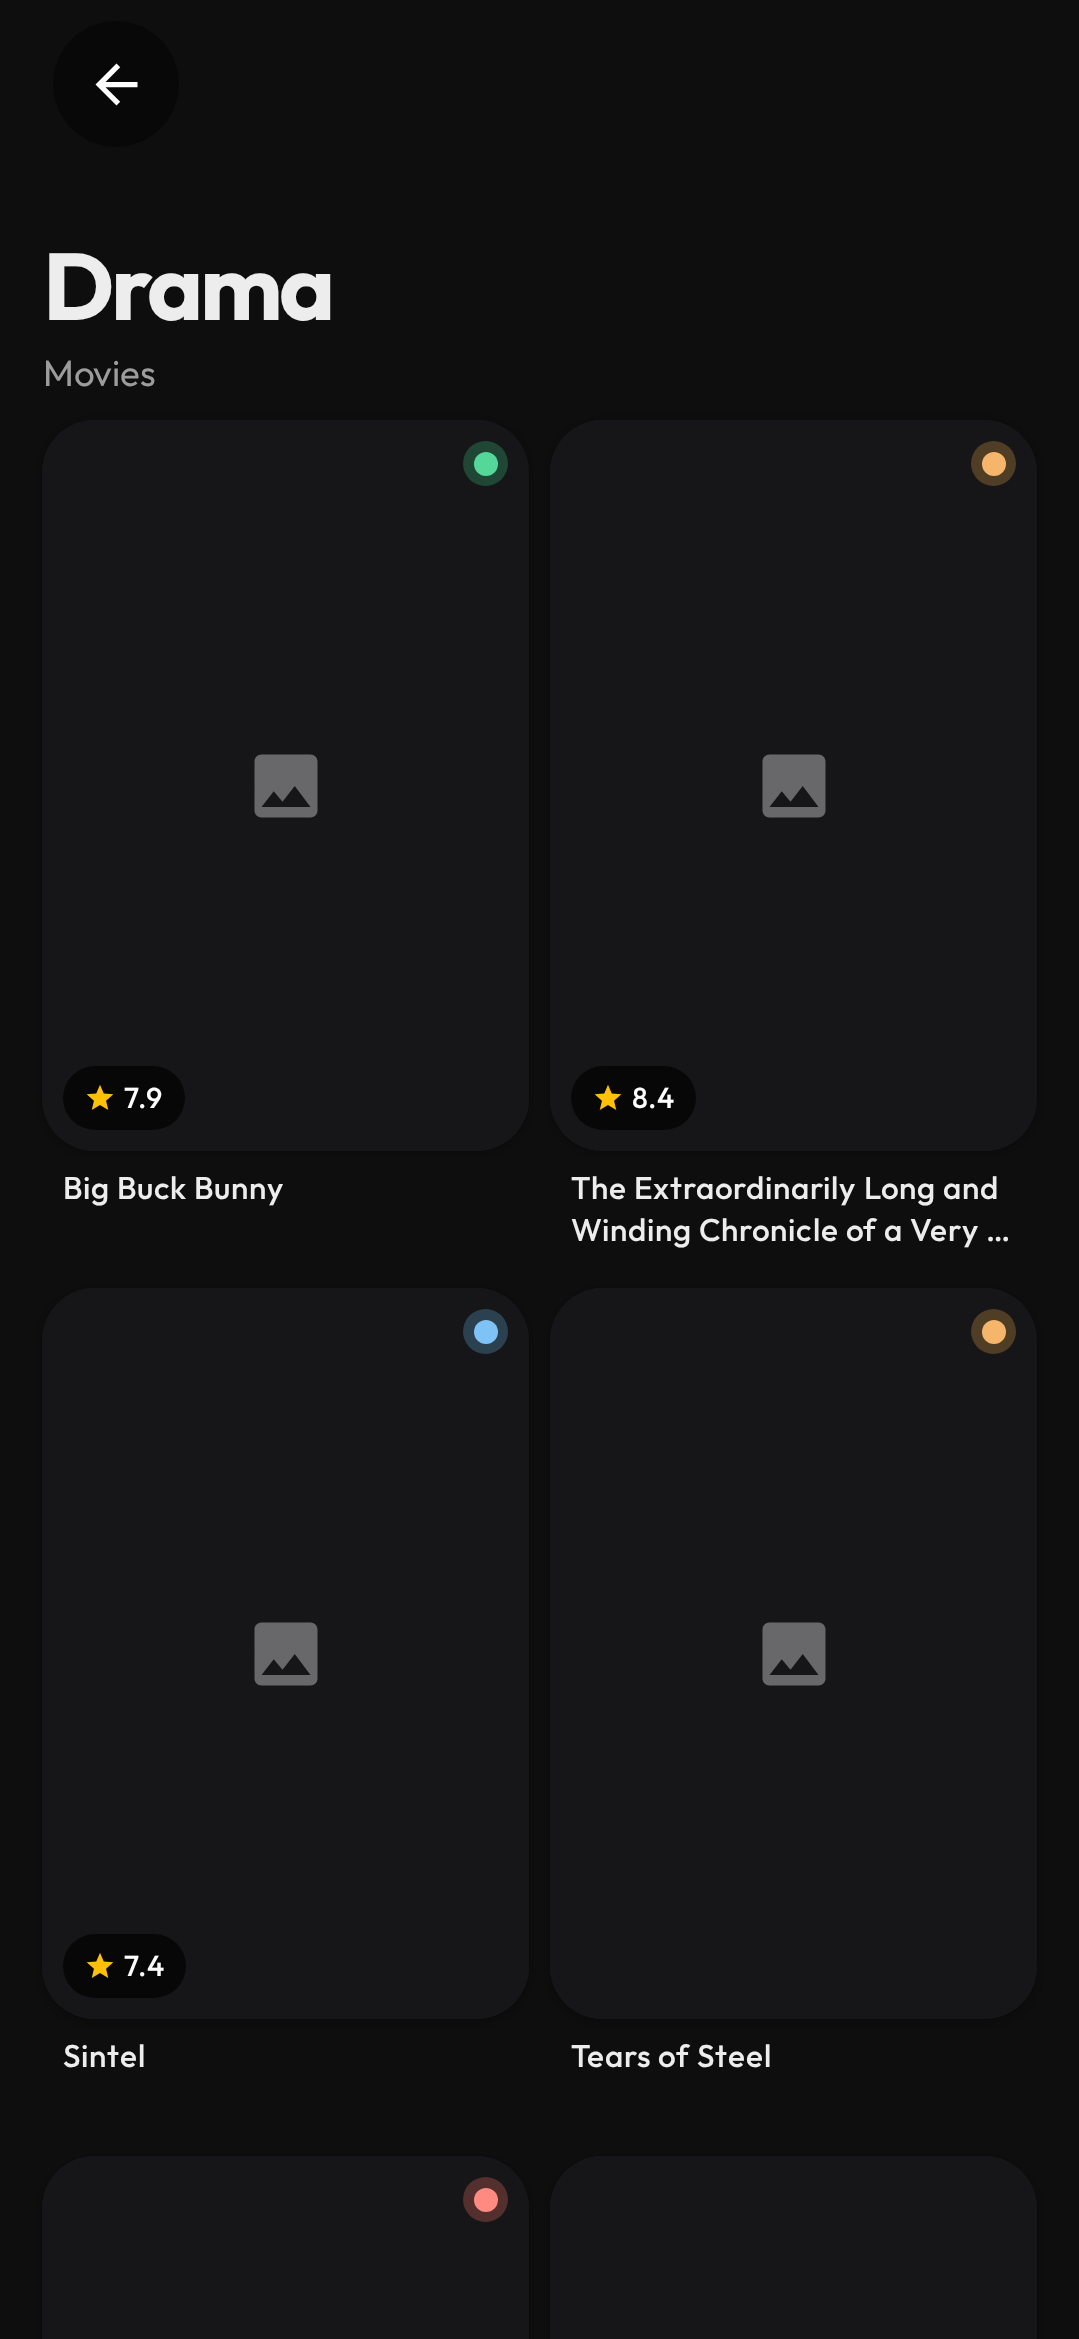 Drama
Movies
7.9
8.4
Big Buck Bunny
The Extraordinarily Long and
Winding Chronicle of a Very ...
7.4
Sintel
Tears of Steel